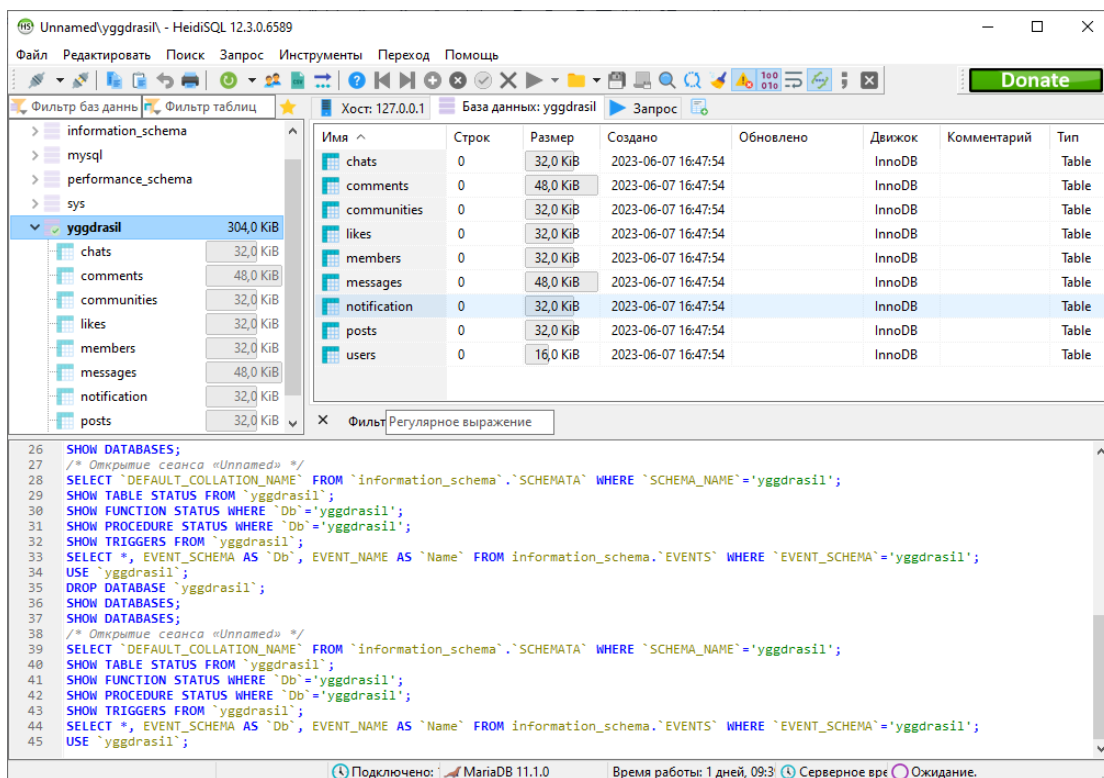 Unnamed\yggdrasil\ - HeidiSQL 12.3.0.6589
Файл Редактировать Поиск Запрос Инструменты Переход Помощь
Donate
Фильтр баз данны Фильтр таблиц
Хост: 127.0.0.1 База данных: yggdrasil Запрос
information_schema
mysql
performance_schema
sys
yggdrasil 304,0 KiB
chats 32,0 KiB
comments 48,0 KiB
communities 32,0 KiB
likes 32,0 KiB
members 32,0 KiB
messages 48,0 KiB
notification 32,0 KiB
posts 32,0 KiB
Имя Строк Размер Создано Обновлено Движок Комментарий Тип
chats 0 32,0 KiB 2023-06-07 16:47:54 InnoDB Table
comments 0 48,0 KiB 2023-06-07 16:47:54 InnoDB Table
communities 0 32,0 KiB 2023-06-07 16:47:54 InnoDB Table
likes 0 32,0 KiB 2023-06-07 16:47:54 InnoDB Table
members 0 32,0 KiB 2023-06-07 16:47:54 InnoDB Table
messages 0 48,0 KiB 2023-06-07 16:47:54 InnoDB Table
notification 0 32,0 KiB 2023-06-07 16:47:54 InnoDB Table
posts 0 32,0 KiB 2023-06-07 16:47:54 InnoDB Table
users 0 16,0 KiB 2023-06-07 16:47:54 InnoDB Table
Фильт Регулярное выражение
26 SHOW DATABASES;
27 /* Открытие сеанса «Unnamed» */
28 SELECT `DEFAULT_COLLATION_NAME` FROM `information_schema`.`SCHEMATA` WHERE `SCHEMA_NAME`='yggdrasil';
29 SHOW TABLE STATUS FROM `yggdrasil`;
30 SHOW FUNCTION STATUS WHERE `Db`='yggdrasil';
31 SHOW PROCEDURE STATUS WHERE `Db`='yggdrasil';
32 SHOW TRIGGERS FROM `yggdrasil`;
33 SELECT *, EVENT_SCHEMA AS `Db`, EVENT_NAME AS `Name` FROM information_schema.`EVENTS` WHERE `EVENT_SCHEMA`='yggdrasil';
34 USE `yggdrasil`;
35 DROP DATABASE `yggdrasil`;
36 SHOW DATABASES;
37 SHOW DATABASES;
38 /* Открытие сеанса «Unnamed» */
39 SELECT `DEFAULT_COLLATION_NAME` FROM `information_schema`.`SCHEMATA` WHERE `SCHEMA_NAME`='yggdrasil';
40 SHOW TABLE STATUS FROM `yggdrasil`;
41 SHOW FUNCTION STATUS WHERE `Db`='yggdrasil';
42 SHOW PROCEDURE STATUS WHERE `Db`='yggdrasil';
43 SHOW TRIGGERS FROM `yggdrasil`;
44 SELECT *, EVENT_SCHEMA AS `Db`, EVENT_NAME AS `Name` FROM information_schema.`EVENTS` WHERE `EVENT_SCHEMA`='yggdrasil';
45 USE `yggdrasil`;
Подключено: MariaDB 11.1.0 Время работы: 1 дней, 09:3 Серверное вре Ожидание.